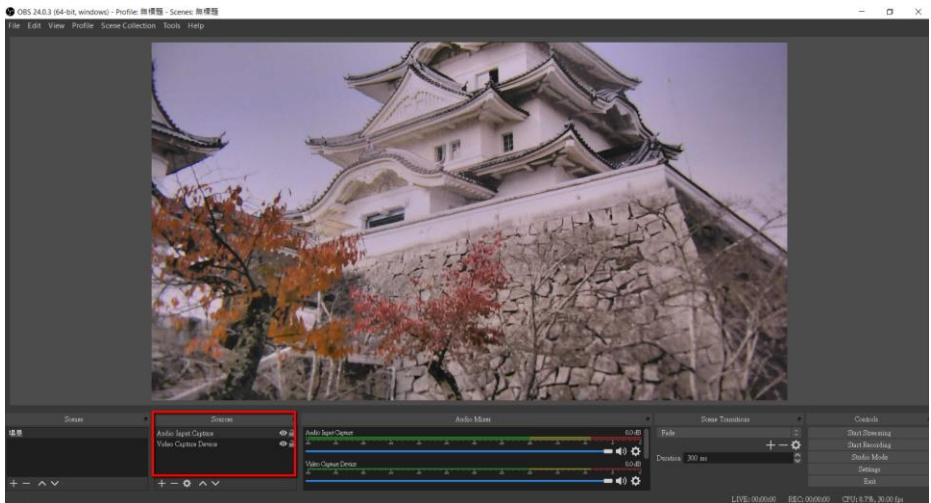 OBS 24.0.3 (64-bit, windows) - Profile: 無標題 - Scenes: 無標題
File Edit View Profile Scene Collection Tools Help
Scenes
Sources
Audio Mixer
Scene Transitions
Controls
場景
Audio Input Capture
Video Capture Device
Audio Input Capture
0.0 dB
Video Capture Device
0.0 dB
Fade
Duration 300 ms
Start Streaming
Start Recording
Studio Mode
Settings
Exit
LIVE: 00:00:00 REC: 00:00:00 CPU: 6.7%, 30.00 fps